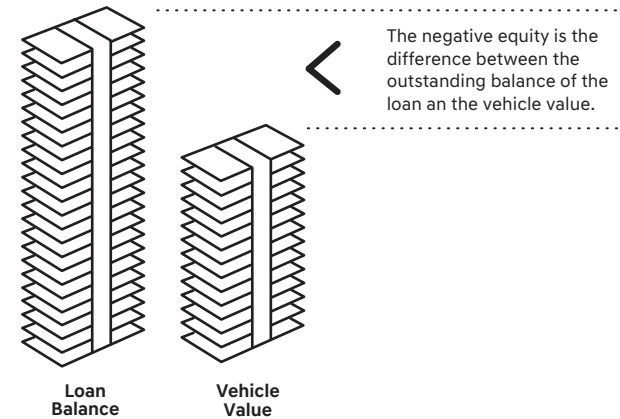 The negative equity is the
difference between the
outstanding balance of the
loan an the vehicle value.
Loan
Balance
Vehicle
Value